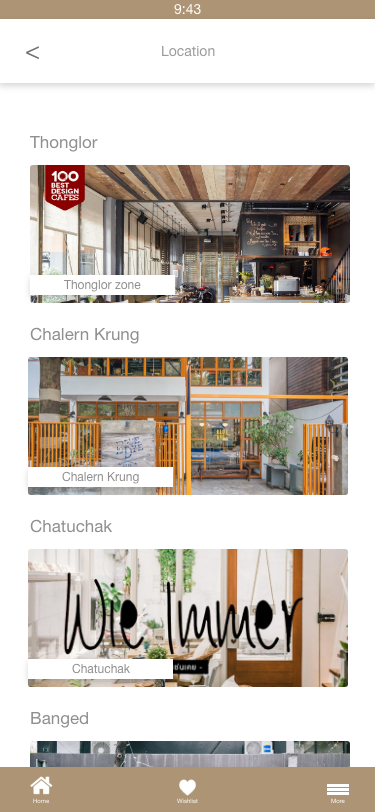 9:43
<
Location
Thonglor
100
BEST
DESIGN
CAFES
Thonglor zone
Chalern Krung
Chalern Krung
Chatuchak
Wie Immer
Chatuchak
Banged
Home
Wishlist
More